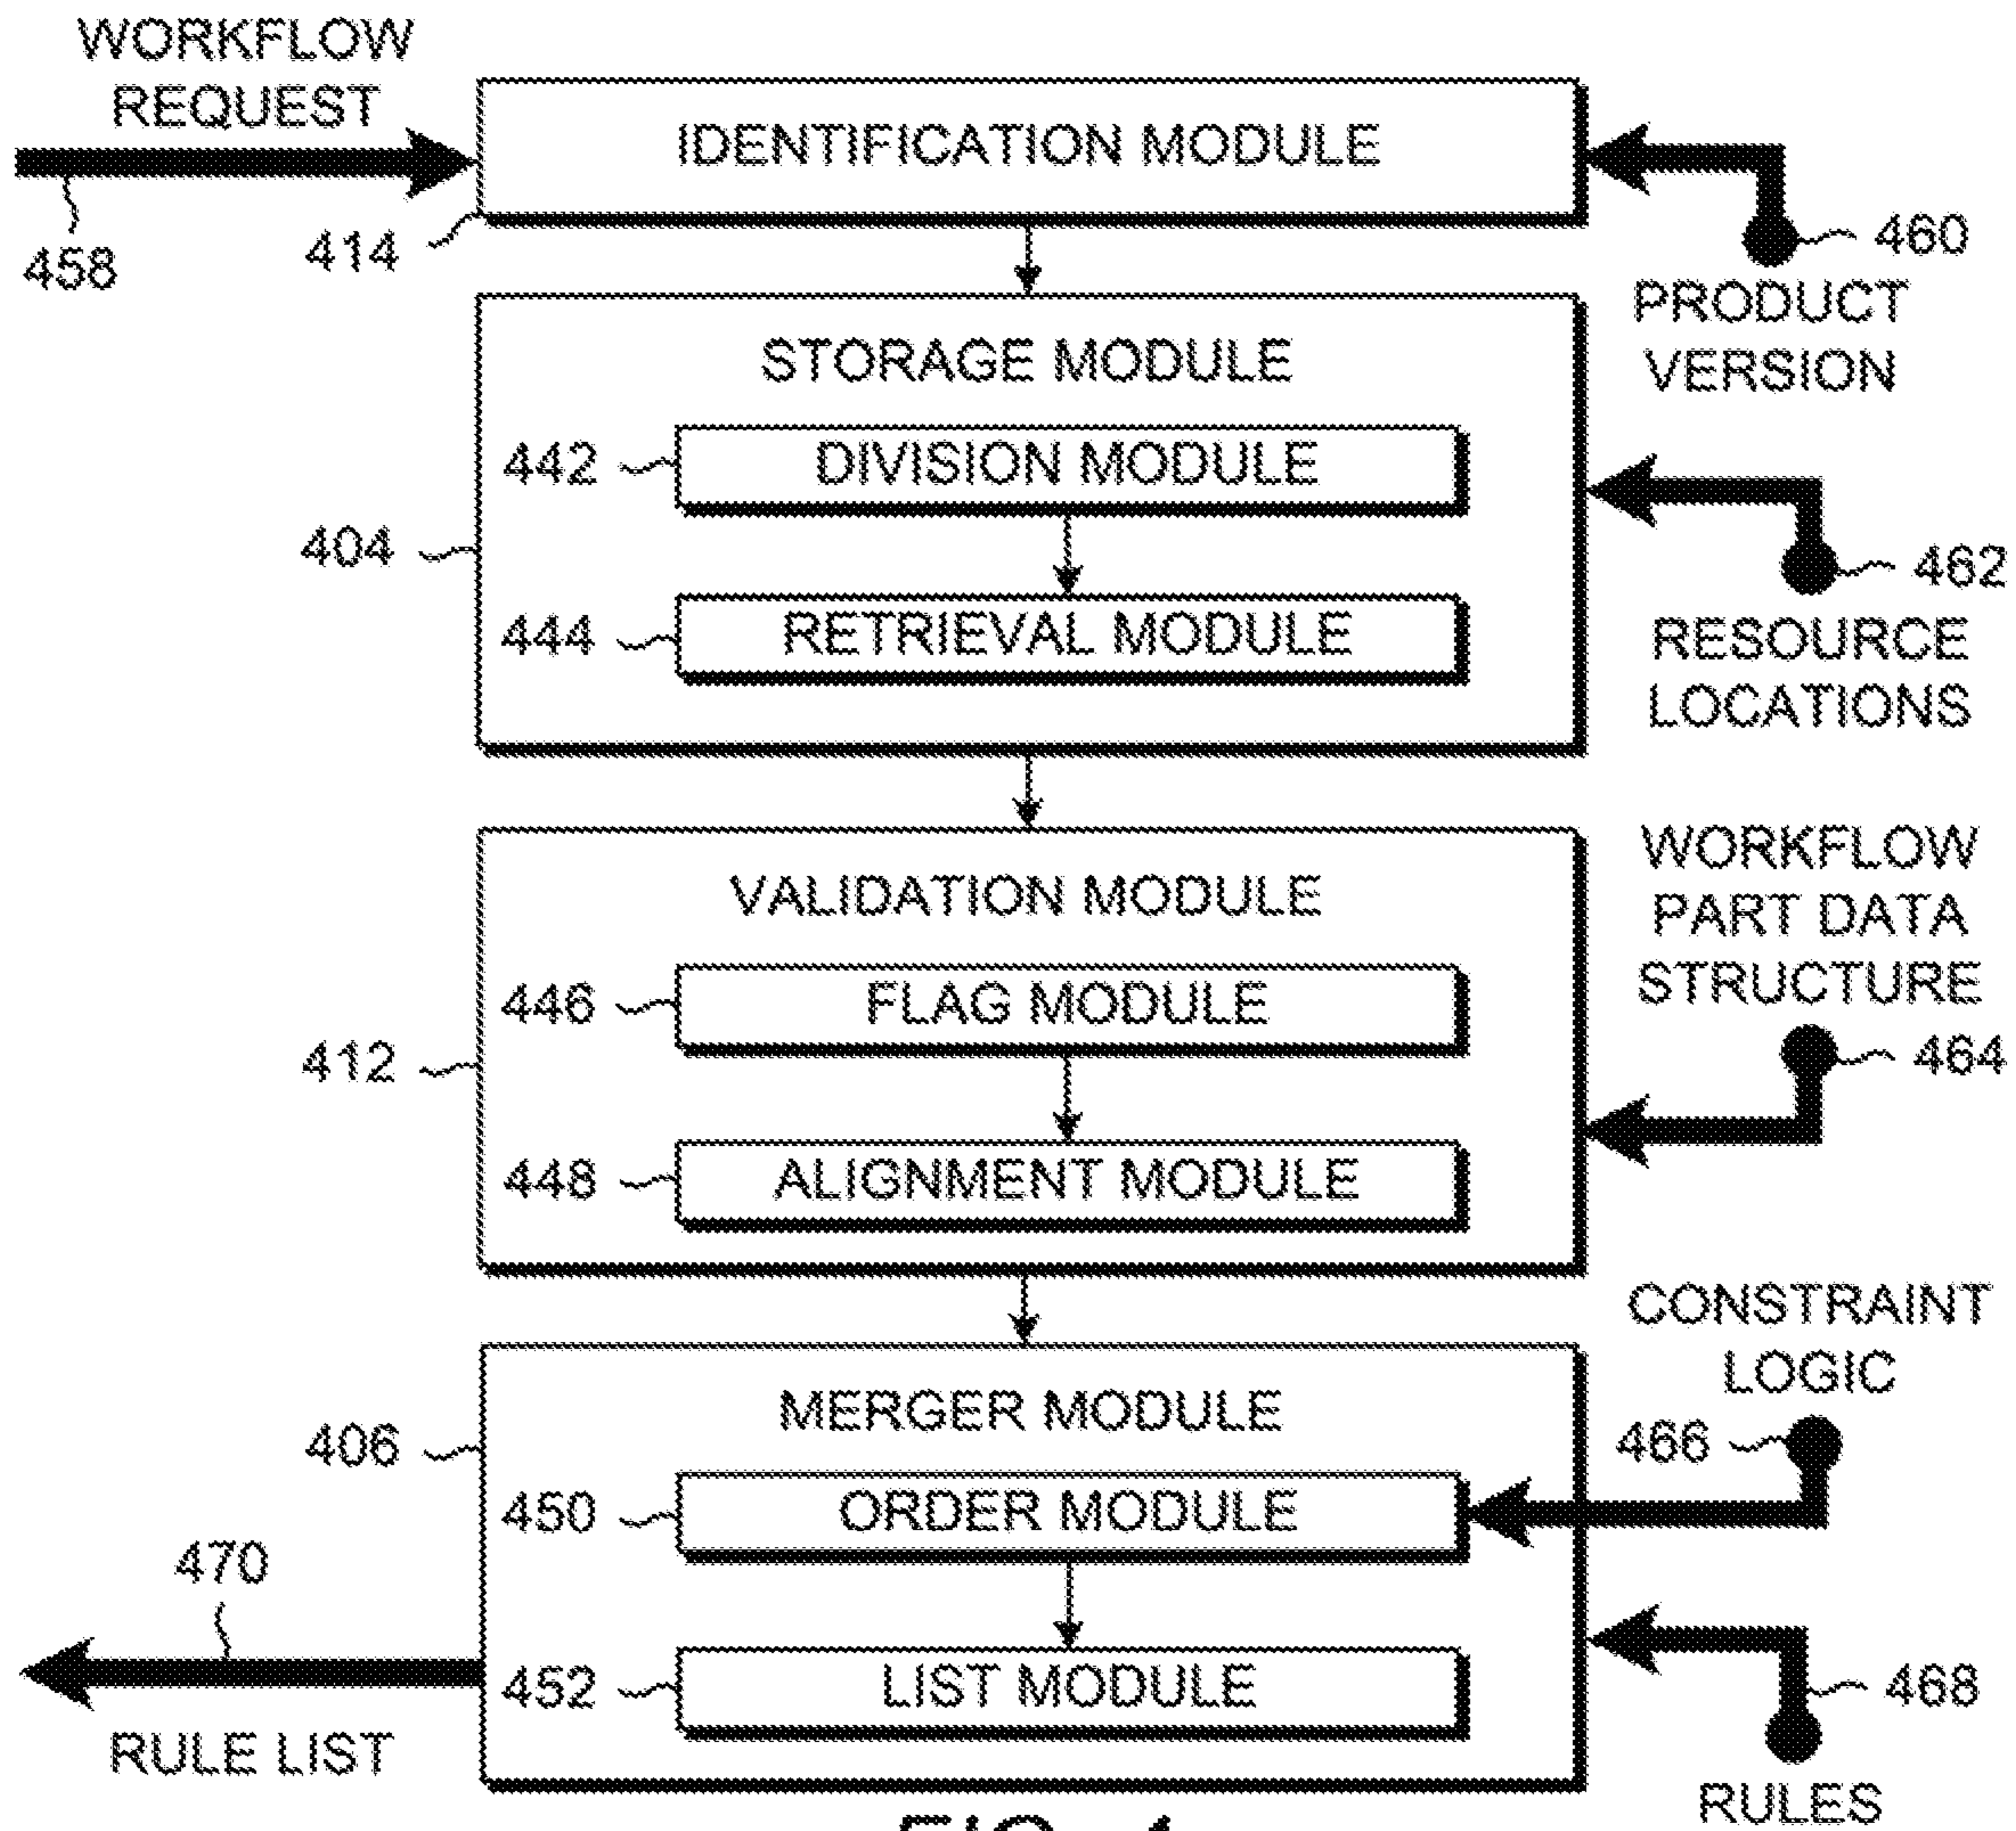 WORKFLOW
REQUEST
458
IDENTIFICATION MODULE
414
460
PRODUCT
VERSION
STORAGE MODULE
442
DIVISION MODULE
404
462
444
RETRIEVAL MODULE
RESOURCE
LOCATIONS
WORKFLOW
PART DATA
STRUCTURE
VALIDATION MODULE
446
FLAG MODULE
412
464
448
ALIGNMENT MODULE
CONSTRAINT
LOGIC
MERGER MODULE
406
466
450
ORDER MODULE
470
452
LIST MODULE
468
RULE LIST
RULES